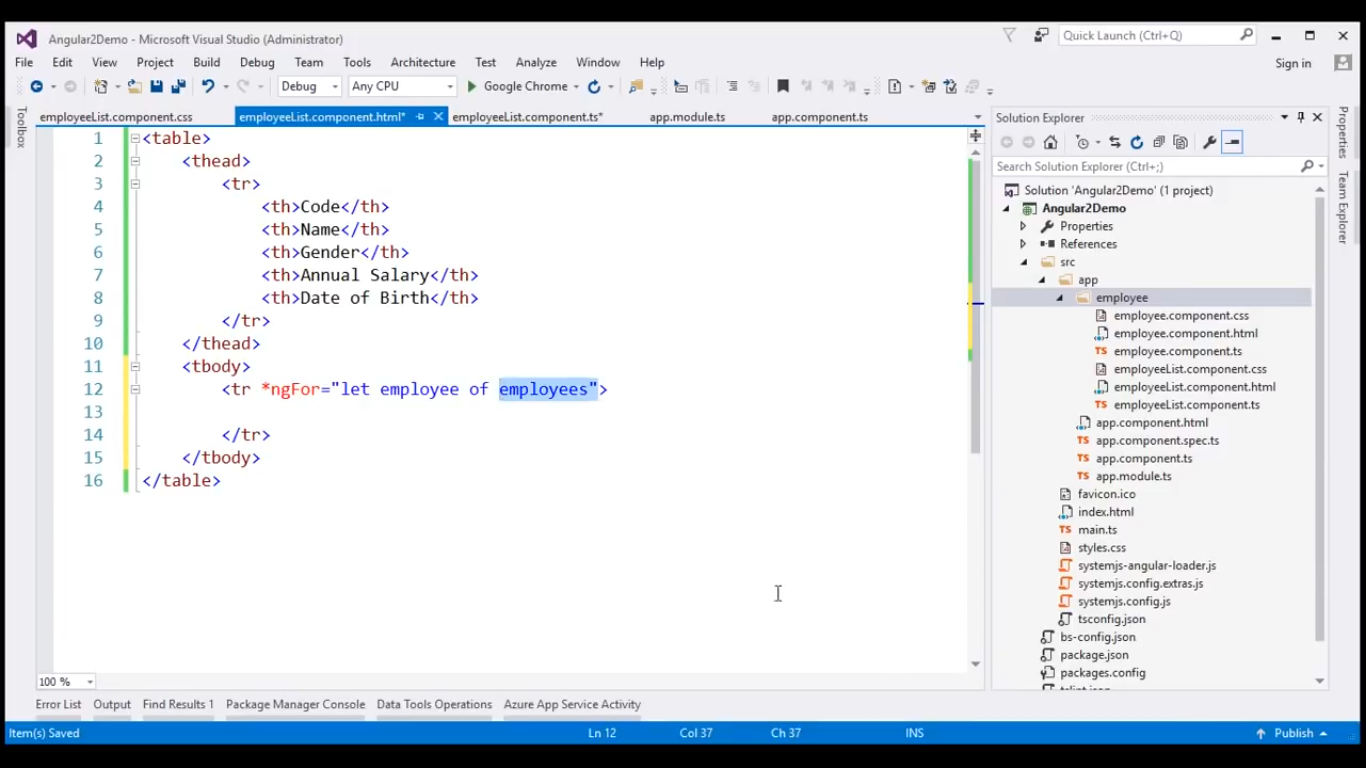 Angular2Demo - Microsoft Visual Studio (Administrator)
Quick Launch (Ctrl+Q)
File Edit View Project Build Debug Team Tools Architecture Test Analyze Window Help
Sign in
Debug Any CPU Google Chrome
employeeList.component.css employeeList.component.html* employeeList.component.ts* app.module.ts app.component.ts
Toolbox
1 <table>
2 <thead>
3 <tr>
4 <th>Code</th>
5 <th>Name</th>
6 <th>Gender</th>
7 <th>Annual Salary</th>
8 <th>Date of Birth</th>
9 </tr>
10 </thead>
11 <tbody>
12 <tr *ngFor="let employee of employees">
13
14 </tr>
15 </tbody>
16 </table>
100 %
Solution Explorer
Search Solution Explorer (Ctrl+;)
Solution 'Angular2Demo' (1 project)
Angular2Demo
Properties
References
src
app
employee
employee.component.css
employee.component.html
TS employee.component.ts
employeeList.component.css
employeeList.component.html
TS employeeList.component.ts
app.component.html
TS app.component.spec.ts
TS app.component.ts
TS app.module.ts
favicon.ico
index.html
TS main.ts
styles.css
systemjs-angular-loader.js
systemjs.config.extras.js
systemjs.config.js
tsconfig.json
bs-config.json
package.json
packages.config
Properties
Team Explorer
Error List Output Find Results 1 Package Manager Console Data Tools Operations Azure App Service Activity
Item(s) Saved Ln 12 Col 37 Ch 37 INS Publish